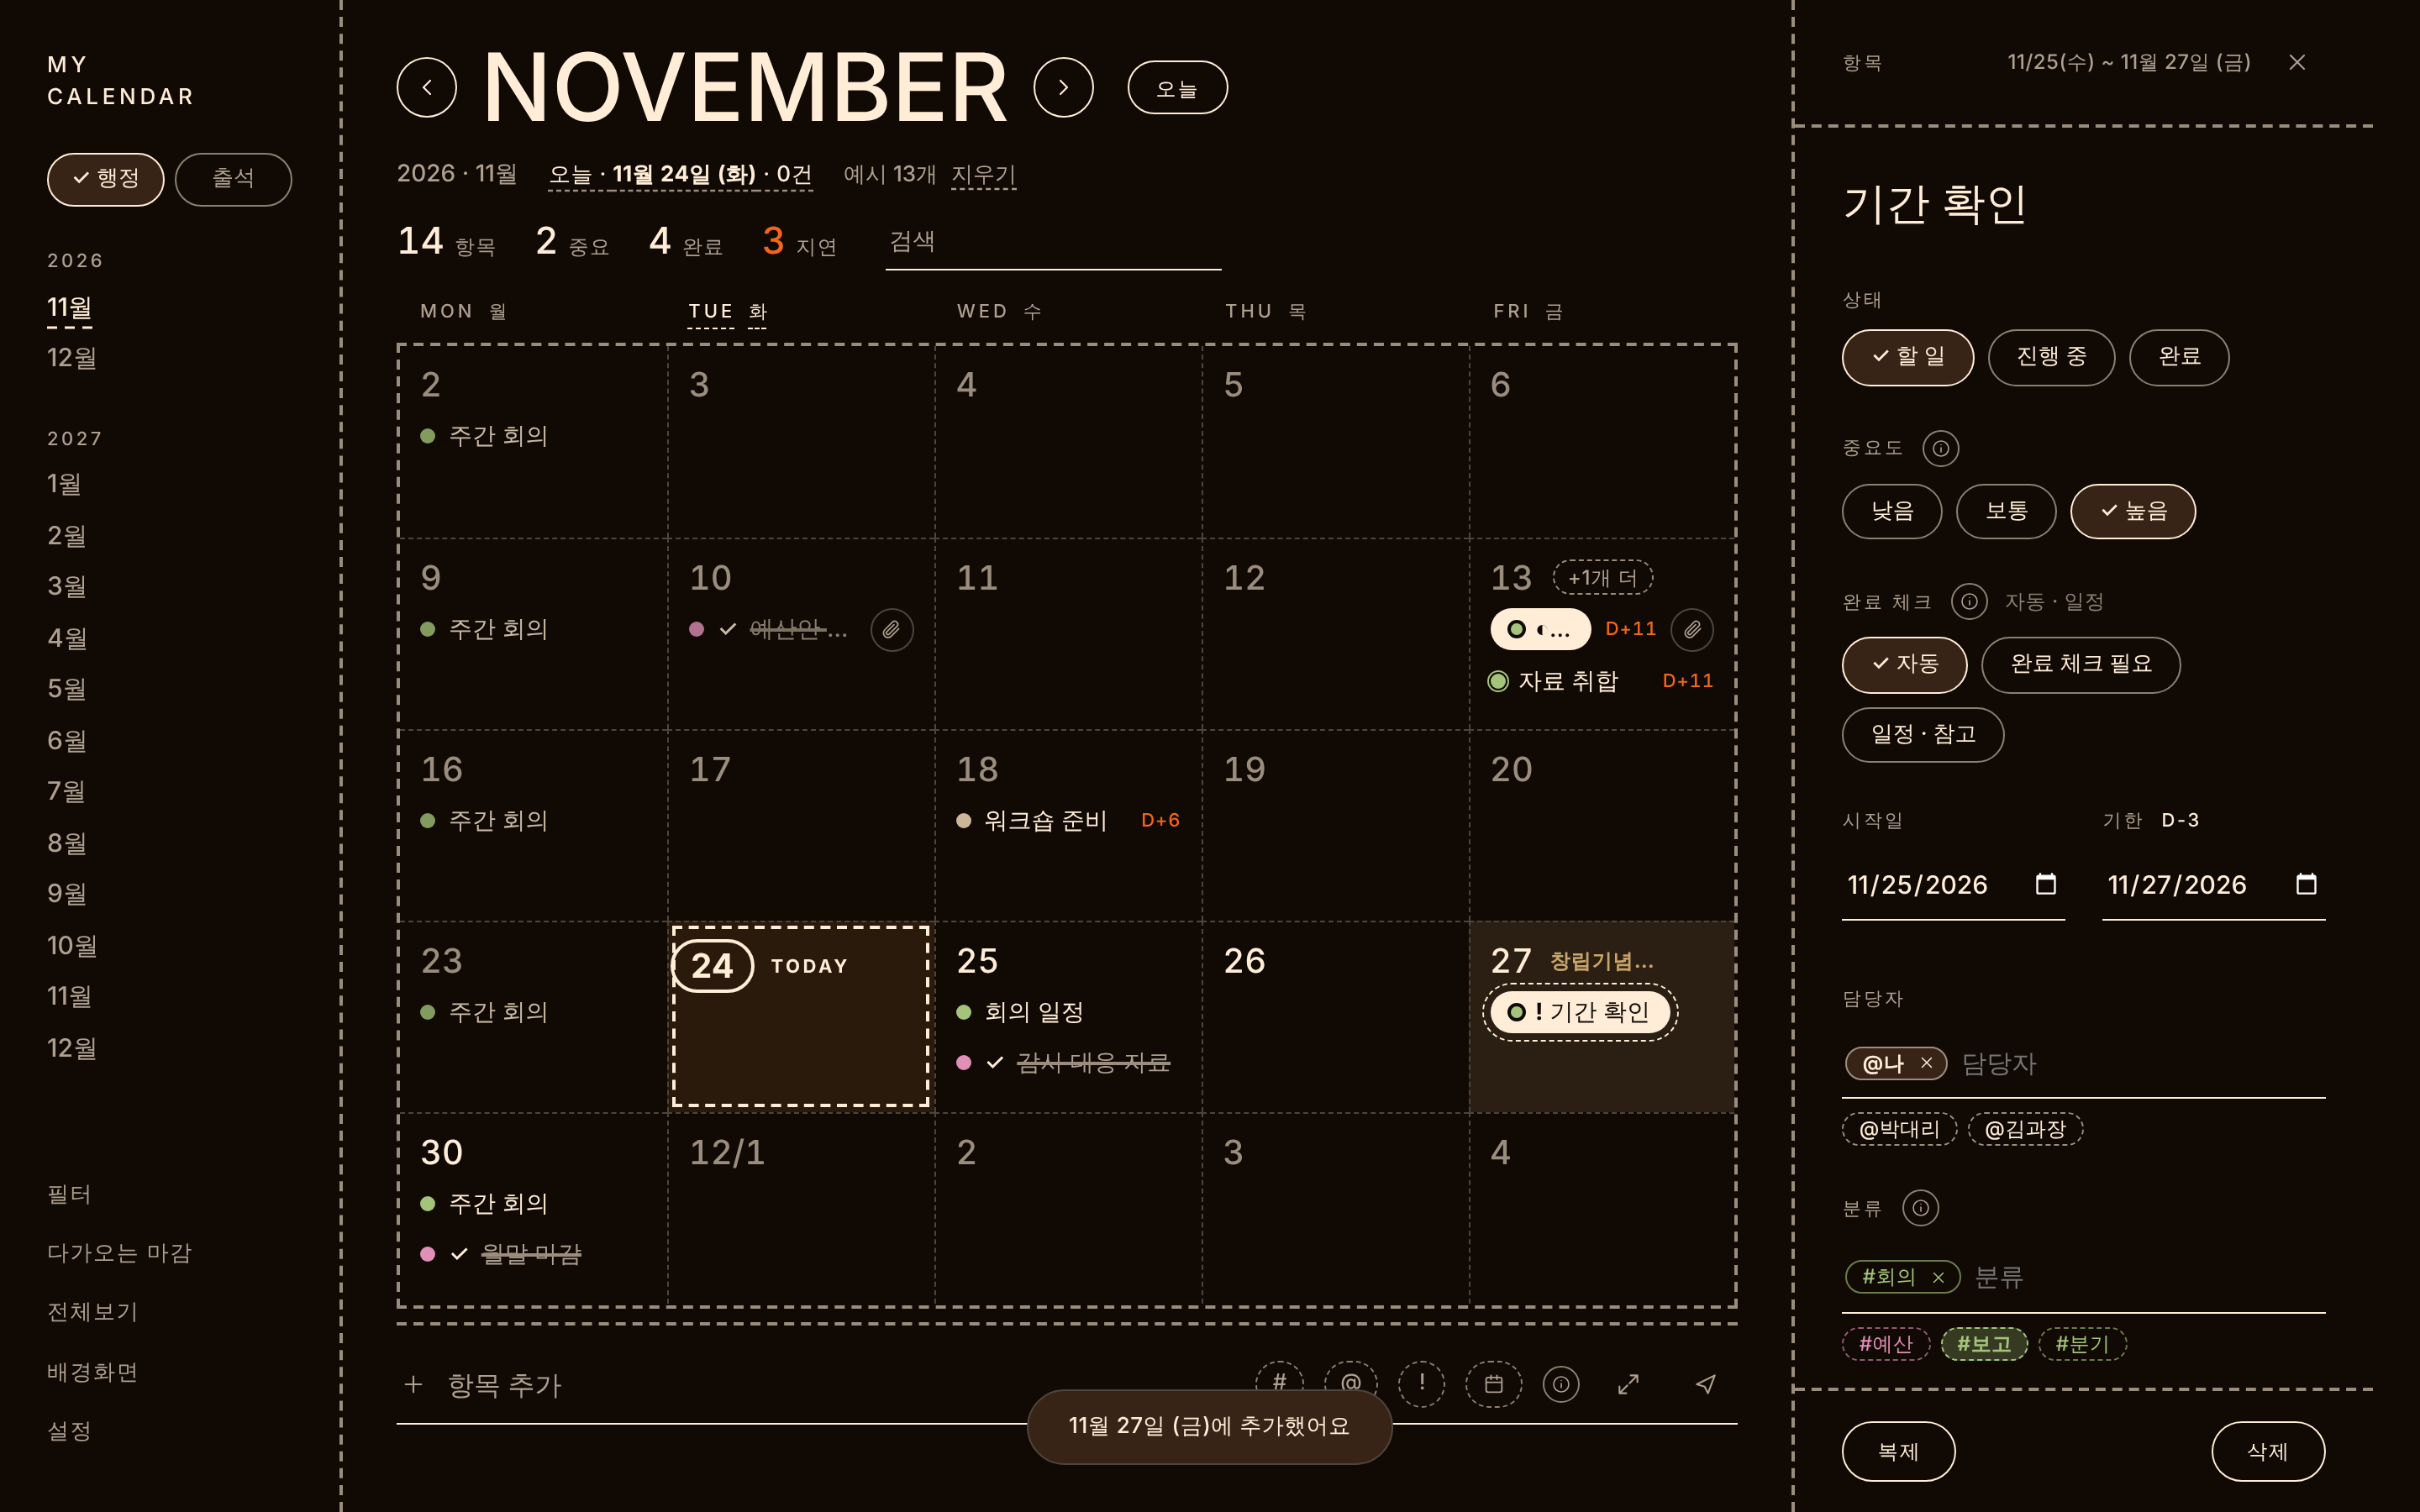 MY
CALENDAR
행정
출석
2026
11월
12월
2027
1월
2월
3월
4월
5월
6월
7월
8월
9월
10월
11월
12월
필터
다가오는 마감
전체보기
배경화면
설정
NOVEMBER
오늘
2026 · 11월
오늘 · 11월 24일 (화) · 0건
예시 13개 지우기
14 항목 2 중요 4 완료 3 지연
검색
MON 월 TUE 화 WED 수 THU 목 FRI 금
2 3 4 5 6
주간 회의
9 10 11 12 13 +1개 더
주간 회의
예산안 ...
... D+11
자료 취합 D+11
16 17 18 19 20
주간 회의
워크숍 준비 D+6
23 24 TODAY 25 26 27 창립기념...
주간 회의
회의 일정
! 기간 확인
감사 대응 자료
30 12/1 2 3 4
주간 회의
월말 마감
+ 항목 추가
# @ !
11월 27일 (금)에 추가했어요
항목 11/25(수) ~ 11월 27일 (금)
기간 확인
상태
할 일 진행 중 완료
중요도
낮음 보통 높음
완료 체크 자동 · 일정
자동 완료 체크 필요
일정 · 참고
시작일 기한 D-3
11/25/2026 11/27/2026
담당자
@나 담당자
@박대리 @김과장
분류
#회의 분류
#예산 #보고 #분기
복제 삭제